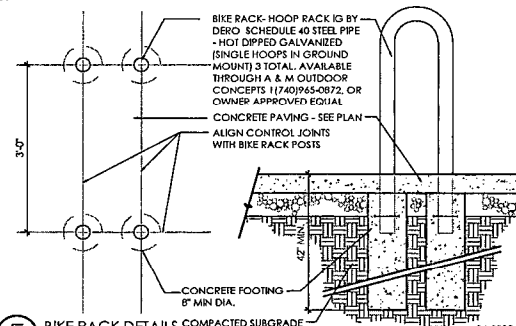 BIKE RACK- HOOP RACK IG BY
DERO SCHEDULE 40 STEEL PIPE
- HOT DIPPED GALVANIZED
(SINGLE HOOPS IN GROUND
MOUNT) 3 TOTAL. AVAILABLE
THROUGH A & M OUTDOOR
CONCEPTS 1(740)965-0872, OR
OWNER APPROVED EQUAL
CONCRETE PAVING - SEE PLAN
ALIGN CONTROL JOINTS
WITH BIKE RACK POSTS
3'-0"
42" MIN.
CONCRETE FOOTING
8" MIN DIA.
COMPACTED SUBGRADE
BIKE RACK DETAILS